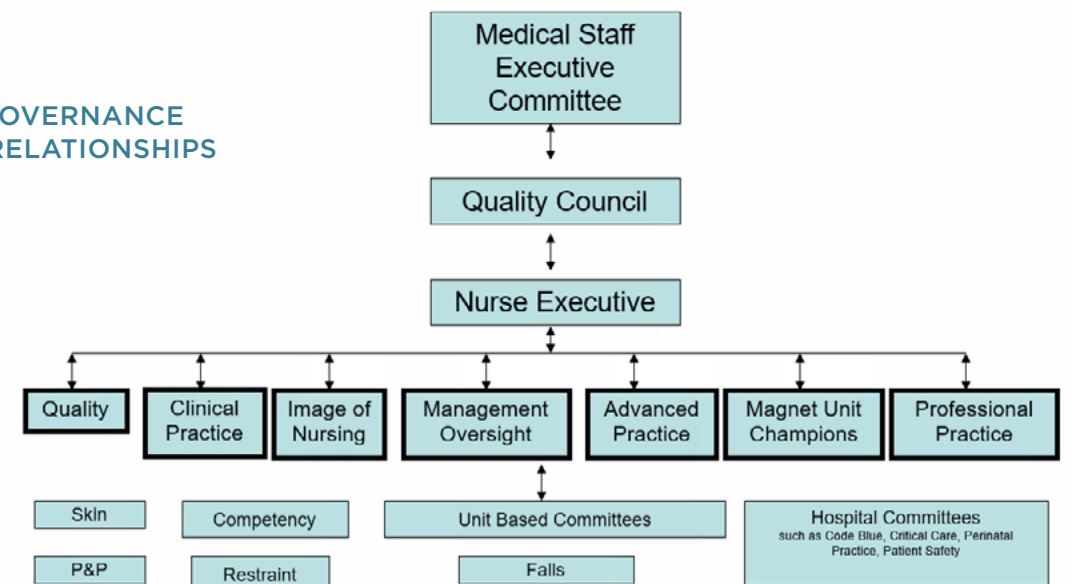 Medical Staff
Executive
Committee
OVERNANCE
RELATIONSHIPS
Quality Council
Nurse Executive
Quality
Clinical
Practice
Image of
Nursing
Management
Oversight
Advanced
Practice
Magnet Unit
Champions
Professional
Practice
Skin
Competency
Unit Based Committees
Hospital Committees
such as Code Blue, Critical Care, Perinatal
Practice, Patient Safety
P&P
Restraint
Falls